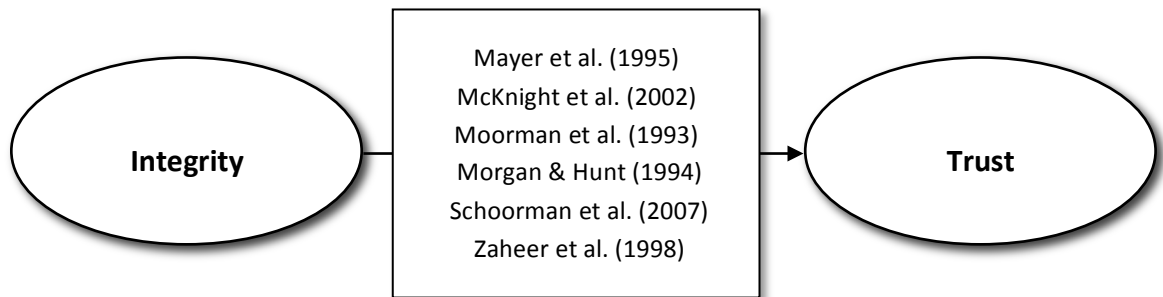 Integrity
Mayer et al. (1995)
McKnight et al. (2002)
Moorman et al. (1993)
Morgan & Hunt (1994)
Schoorman et al. (2007)
Zaheer et al. (1998)
Trust